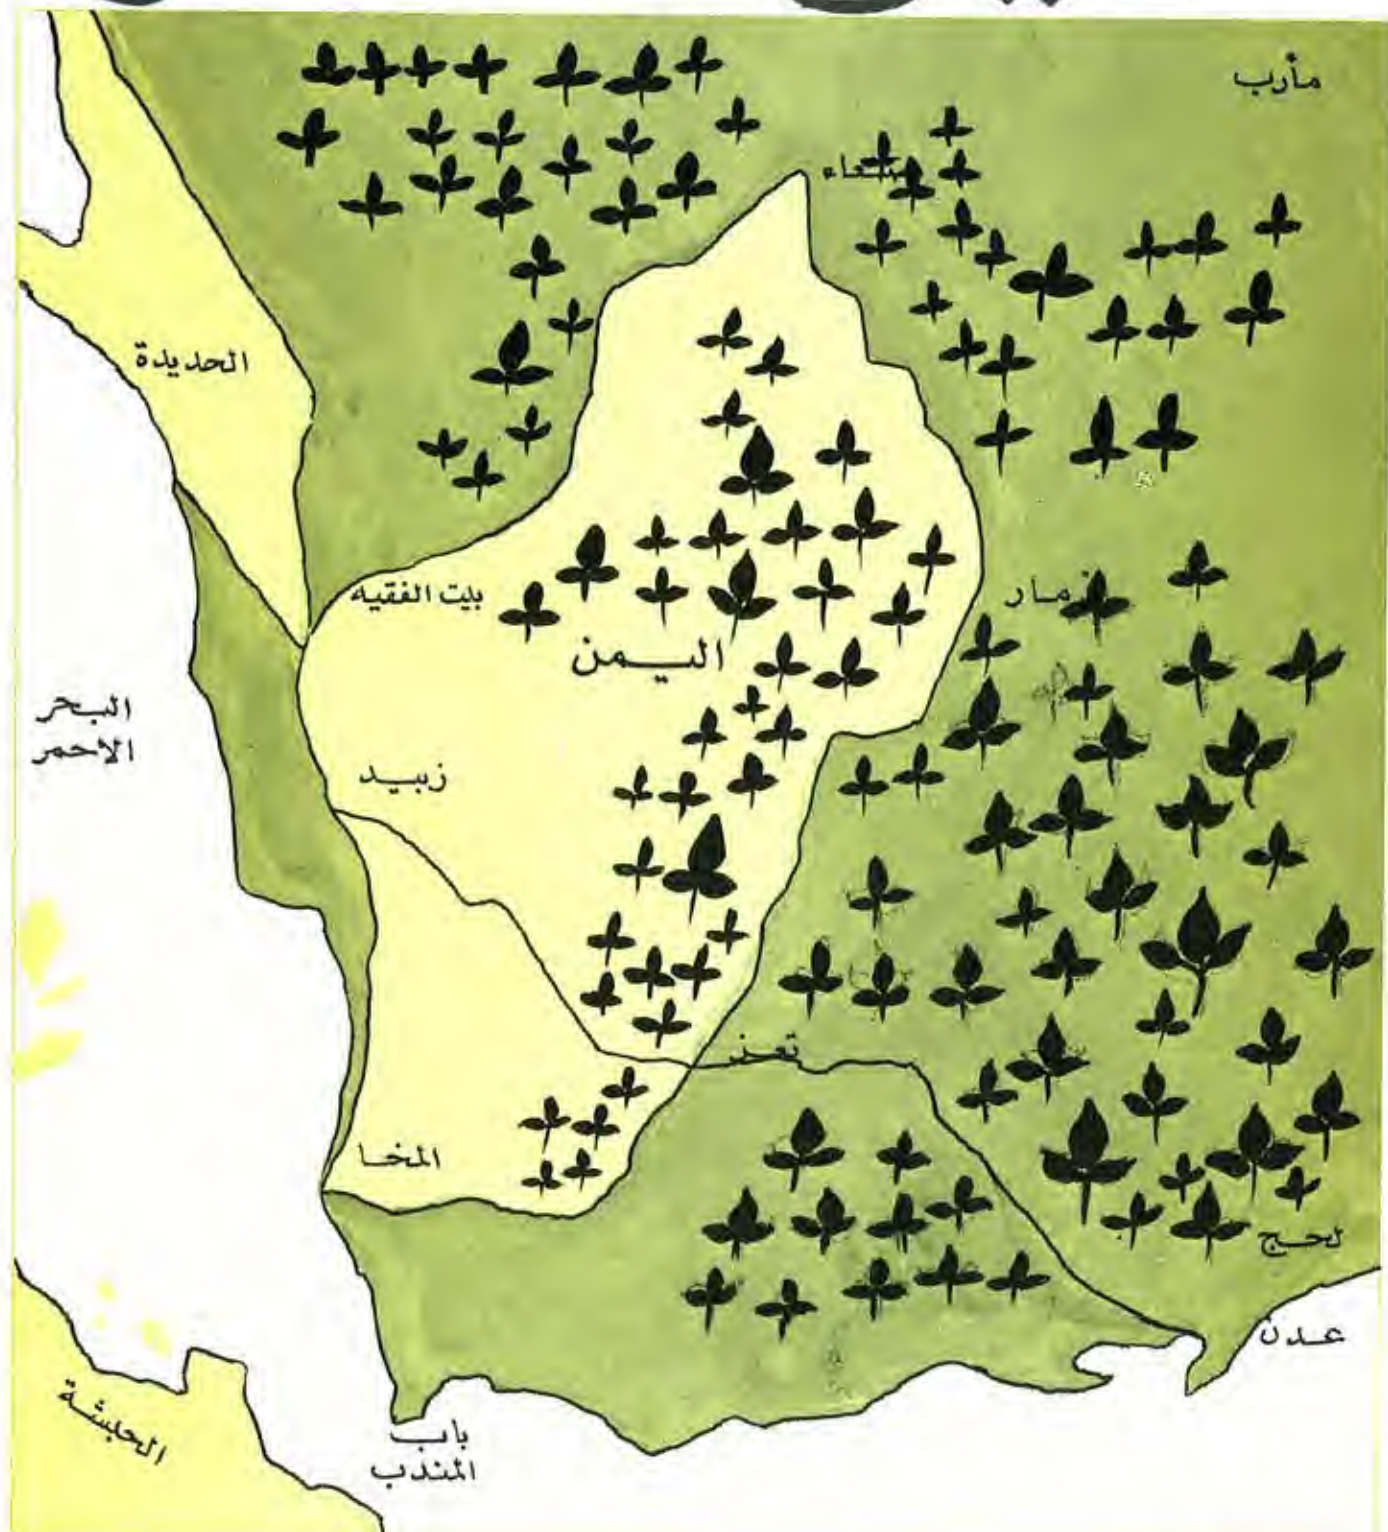 مأرب
صنعاء
الحديدة
بيت الفقيه
ذمار
اليمن
البحر
الأحمر
زبيد
تعز
المخا
لحج
عدن
الحبشة
باب
المندب